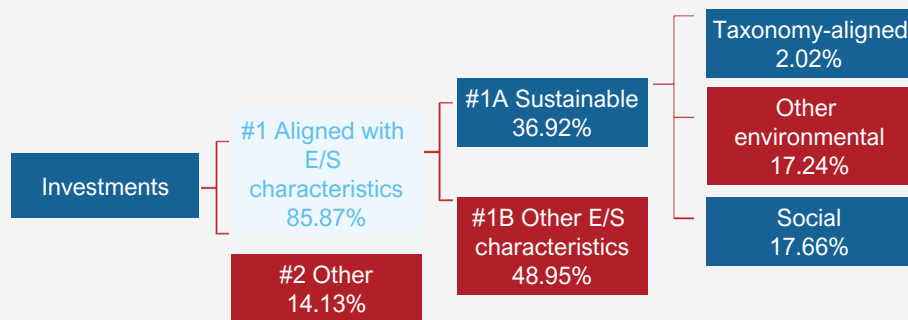 Investments
#1 Aligned with
E/S
characteristics
85.87%
#2 Other
14.13%
#1A Sustainable
36.92%
#1B Other E/S
characteristics
48.95%
Taxonomy-aligned
2.02%
Other
environmental
17.24%
Social
17.66%